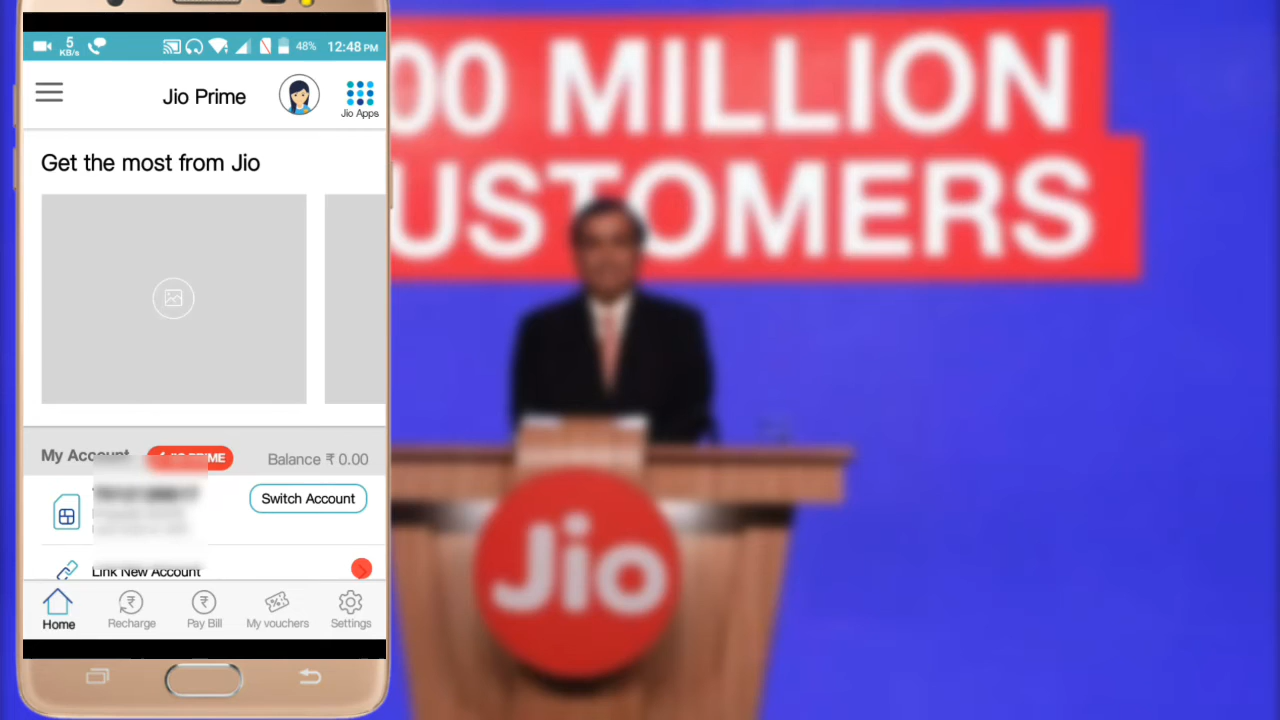 5
KB/s
48%
12:48 PM
Jio Prime
Jio Apps
Get the most from Jio
My Account
PRIME
Balance ₹ 0.00
Switch Account
Link New Account
Home
Recharge
Pay Bill
My vouchers
Settings
00 MILLION
USTOMERS
Jio